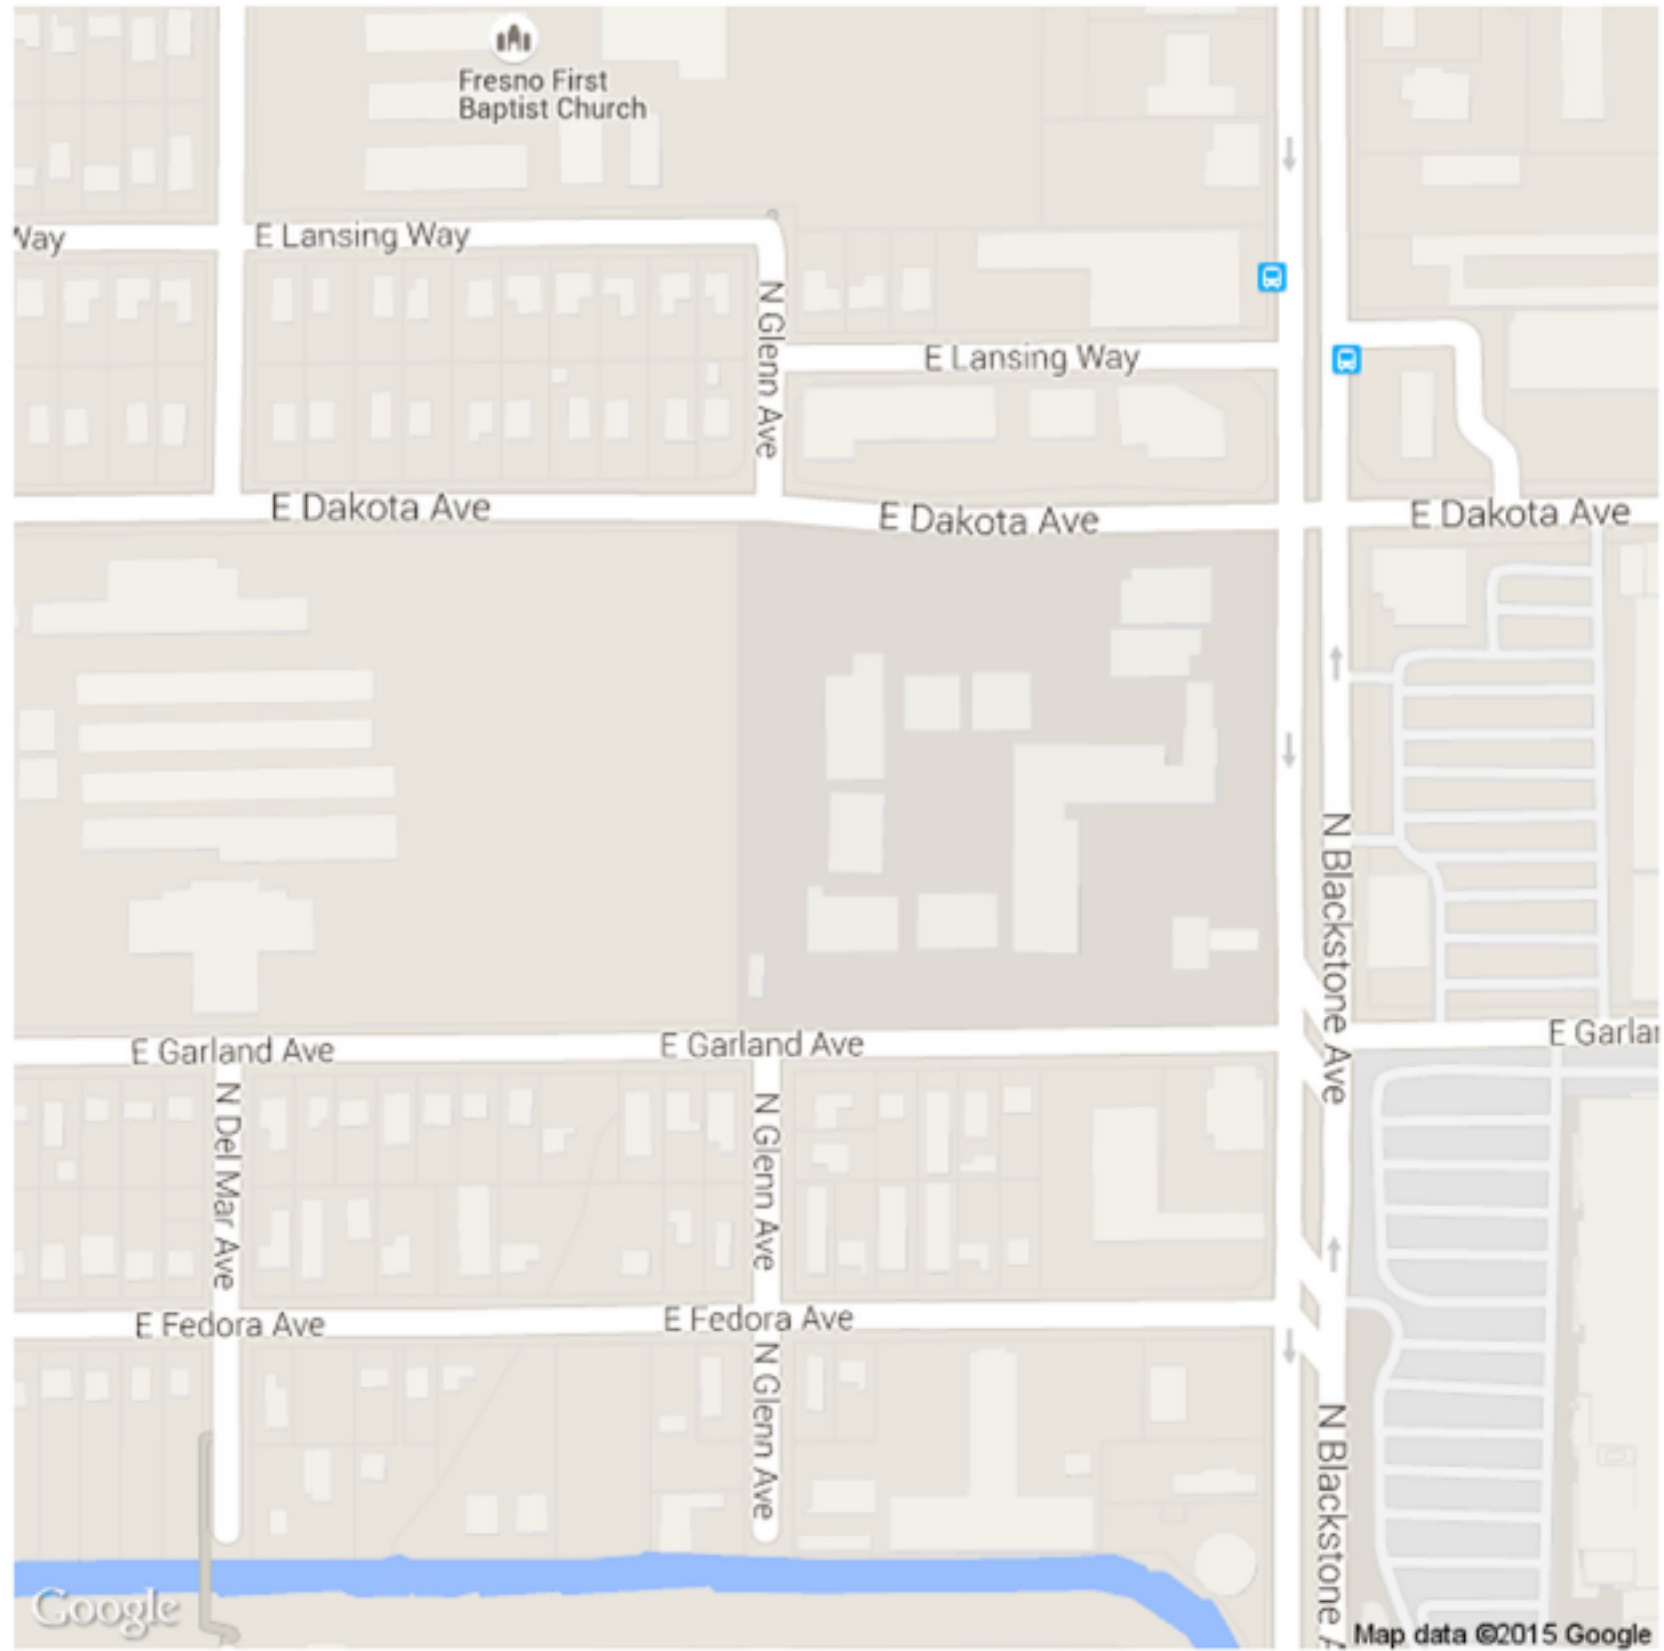 Fresno First
Baptist Church
Way
E Lansing Way
N Glenn Ave
E Lansing Way
E Dakota Ave
E Dakota Ave
E Dakota Ave
N Blackstone Ave
E Garland Ave
E Garland Ave
E Garlan
N Del Mar Ave
N Glenn Ave
E Fedora Ave
E Fedora Ave
N Glenn Ave
N Blackstone A
Google
Map data ©2015 Google